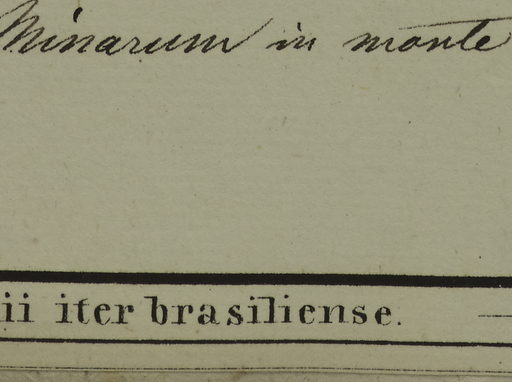 Minarum in monte
ii iter brasiliense.